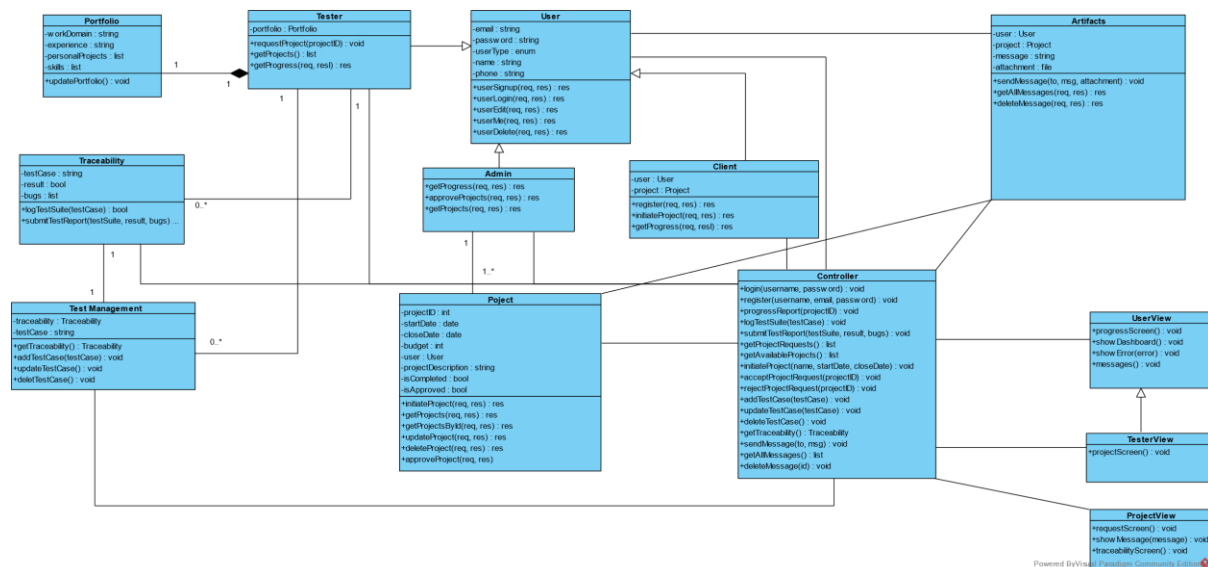 Portfolio
-workDomain : string
-experience : string
-personalProjects : list
-skills : list
+updatePortfolio() : void
1
1
Tester
-portfolio : Portfolio
+requestProject(projectID) : void
+getProjects() : list
+getProgress(req, resl) : res
1
1
User
-email : string
-password : string
-userType : enum
-name : string
-phone : string
+userSignup(req, res) : res
+userLogin(req, res) : res
+userEdit(req, res) : res
+userMe(req, res) : res
+userDelete(req, res) : res
Artifacts
-user : User
-project : Project
-message : string
-attachment : file
+sendMessage(to, msg, attachment) : void
+getAllMessages(req, res) : res
+deleteMessage(req, res) : res
Traceability
-testCase : string
-result : bool
-bugs : list
+logTestSuite(testCase) : bool
+submitTestReport(testSuite, result, bugs) ...
0..*
1
1
Admin
+getProgress(req, res) : res
+approveProjects(req, res) : res
+getProjects(req, res) : res
1
1..*
Client
-user : User
-project : Project
+register(req, res) : res
+initiateProject(req, res) : res
+getProgress(req, resl) : res
Test Management
-traceability : Traceability
-testCase : string
+getTraceability() : Traceability
+addTestCase(testCase) : void
+updateTestCase() : void
+deletTestCase() : void
0..*
Poject
-projectID : int
-startDate : date
-closeDate : date
-budget : int
-user : User
-projectDescription : string
-isCompleted : bool
-isApproved : bool
+initiateProject(req, res) : res
+getProjects(req, res) : res
+getProjectsById(req, res) : res
+updateProject(req, res) : res
+deleteProject(req, res) : res
+approveProject(req, res)
Controller
+login(username, password) : void
+register(username, email, password) : void
+progressReport(projectID) : void
+logTestSuite(testCase) : void
+submitTestReport(testSuite, result, bugs) : void
+getProjectRequests() : list
+getAvailableProjects() : list
+initiateProject(name, startDate, closeDate) : void
+acceptProjectRequest(projectID) : void
+rejectProjectRequest(projectID) : void
+addTestCase(testCase) : void
+updateTestCase(testCase) : void
+deleteTestCase() : void
+getTraceability() : Traceability
+sendMessage(to, msg) : void
+getAllMessages() : list
+deleteMessage(id) : void
UserView
+progressScreen() : void
+showDashboard() : void
+showError(error) : void
+messages() : void
TesterView
+projectScreen() : void
ProjectView
+requestScreen() : void
+showMessage(message) : void
+traceabilityScreen() : void
Powered By Visual Paradigm Community Edition